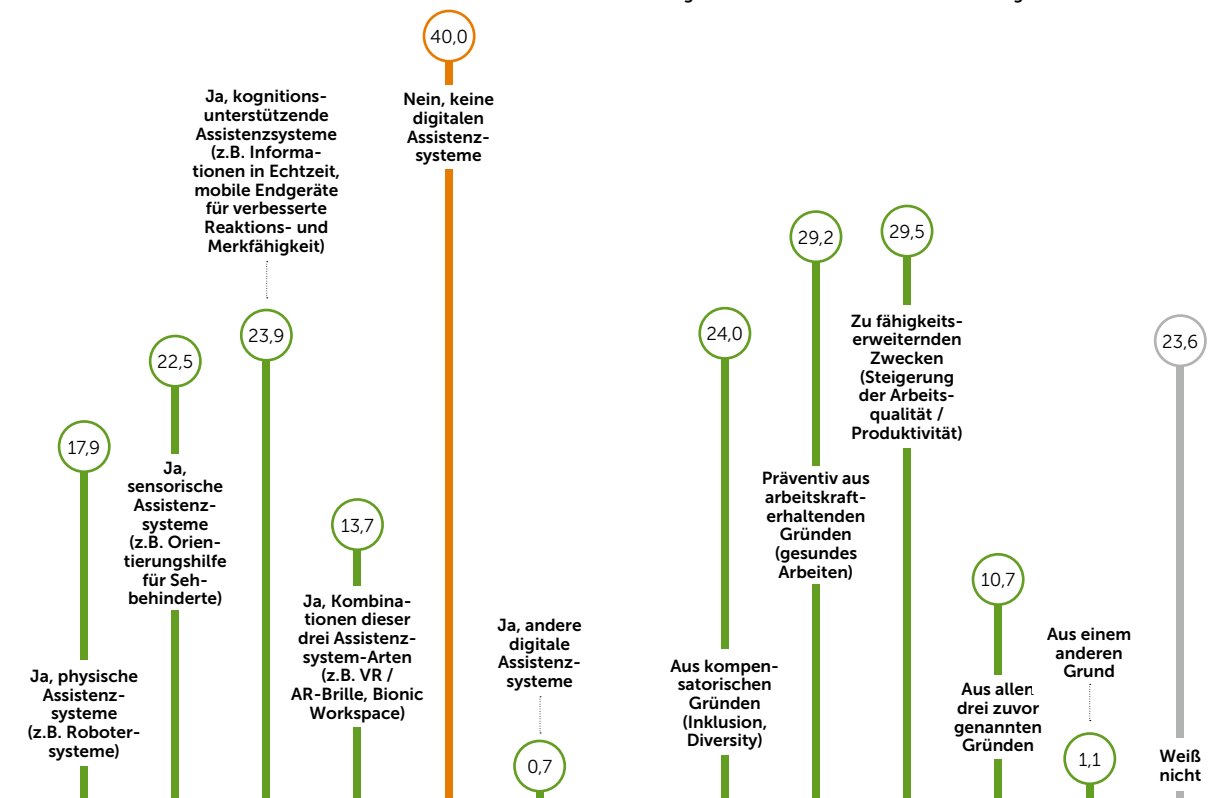 40,0
Nein, keine
digitalen
Assistenz-
systeme
Ja, kognitions-
unterstützende
Assistenzsysteme
(z.B. Informa-
tionen in Echtzeit,
mobile Endgeräte
für verbesserte
Reaktions- und
Merkfähigkeit)
23,9
22,5
Ja,
sensorische
Assistenz-
systeme
(z.B. Orien-
tierungshilfe
für Seh-
behinderte)
17,9
Ja, physische
Assistenz-
systeme
(z.B. Roboter-
systeme)
13,7
Ja, Kombina-
tionen dieser
drei Assistenz-
system-Arten
(z.B. VR /
AR-Brille, Bionic
Workspace)
Ja, andere
digitale
Assistenz-
systeme
0,7
24,0
Aus kompen-
satorischen
Gründen
(Inklusion,
Diversity)
29,2
Präventiv aus
arbeitskraft-
erhaltenden
Gründen
(gesundes
Arbeiten)
29,5
Zu fähigkeits-
erweiternden
Zwecken
(Steigerung
der Arbeits-
qualität /
Produktivität)
10,7
Aus allen
drei zuvor
genannten
Gründen
Aus einem
anderen
Grund
1,1
23,6
Weiß
nicht